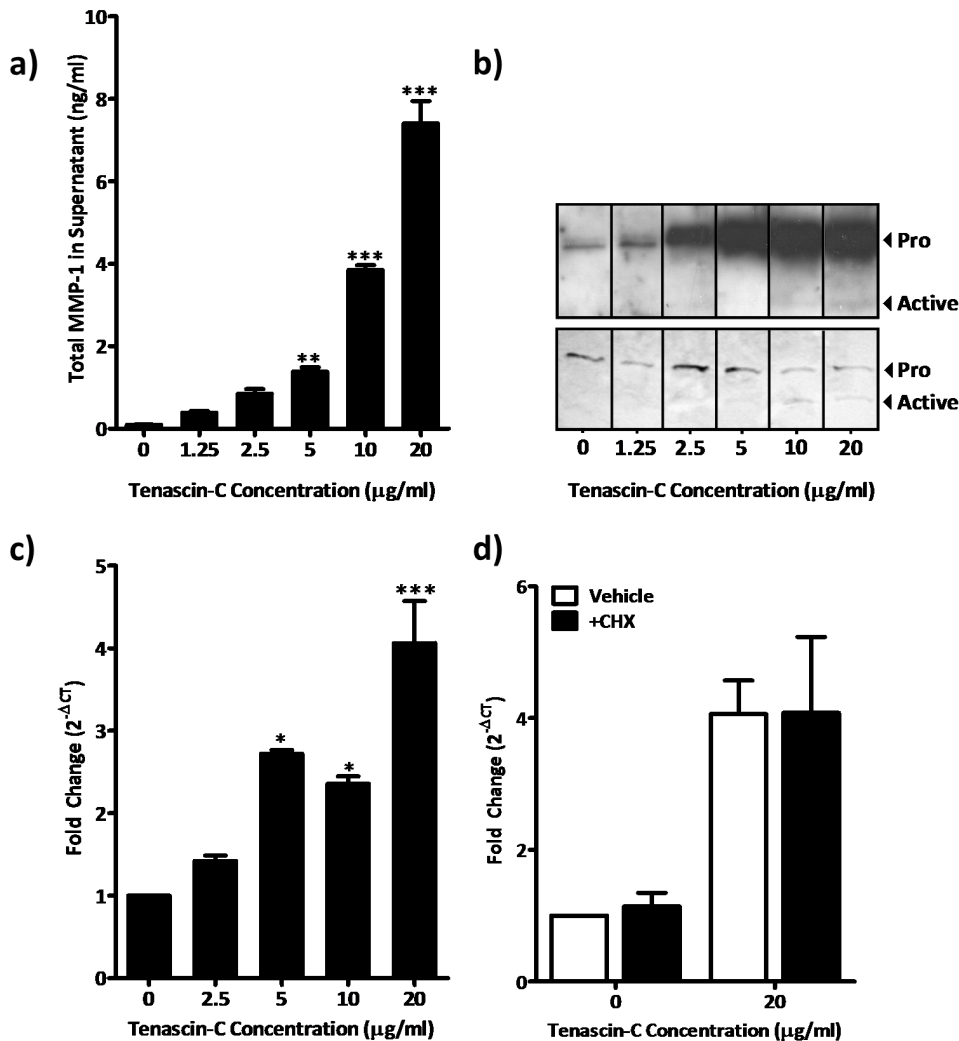 a)
Total MMP-1 in Supernatant (ng/ml)
10
8
6
4
2
0
**
***
***
0 1.25 2.5 5 10 20
Tenascin-C Concentration (μg/ml)
b)
Pro
Active
Pro
Active
0 1.25 2.5 5 10 20
Tenascin-C Concentration (μg/ml)
c)
Fold Change (2^-ΔCT)
5
4
3
2
1
0
*
*
***
0 2.5 5 10 20
Tenascin-C Concentration (μg/ml)
d)
Fold Change (2^-ΔCT)
6
4
2
0
Vehicle
+CHX
0 20
Tenascin-C Concentration (μg/ml)